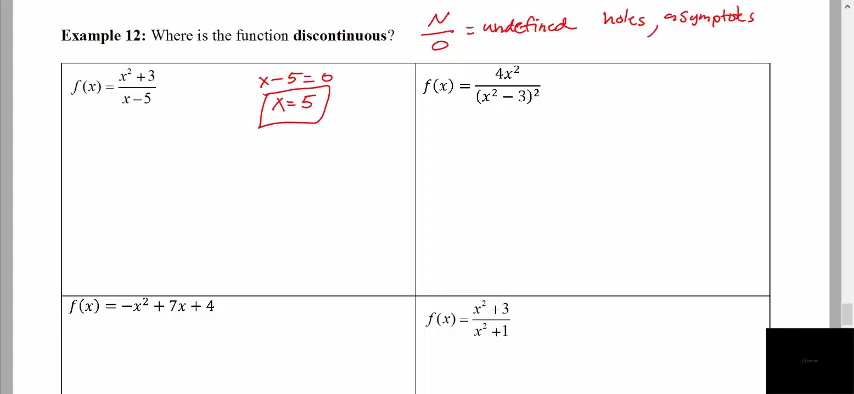 Example 12: Where is the function discontinuous?
N/0 = undefined holes, asymptotes
f(x) = (x² + 3)/(x − 5)
x − 5 = 0
x = 5
f(x) = 4x²/(x² − 3)²
f(x) = −x² + 7x + 4
f(x) = (x² + 3)/(x² + 1)